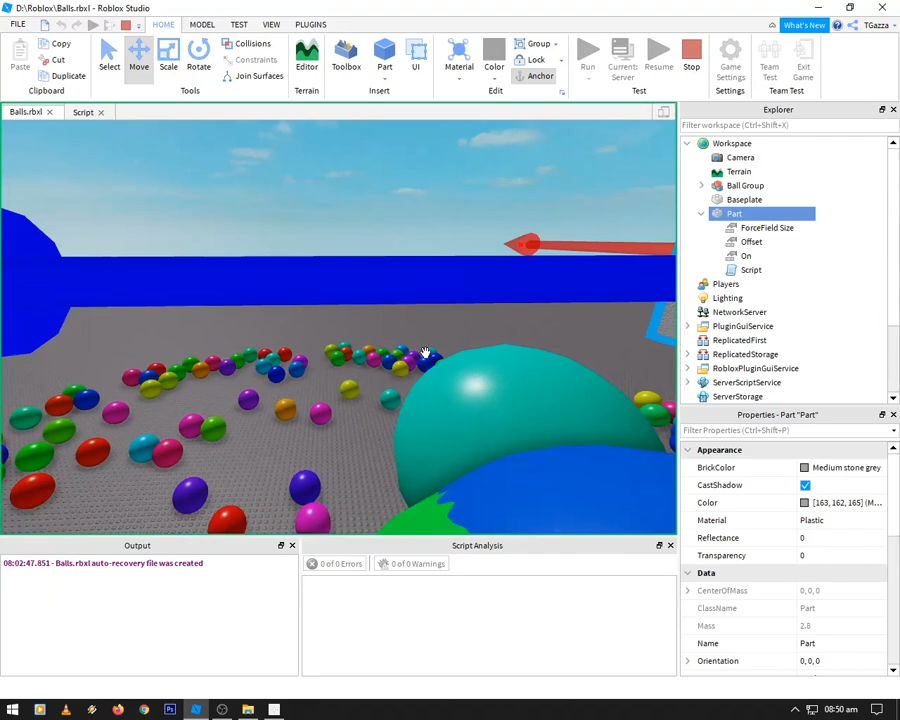 D:\Roblox\Balls.rbxl - Roblox Studio
FILE HOME MODEL TEST VIEW PLUGINS What's New TGazza
Paste Copy Cut Duplicate Clipboard
Select Move Scale Rotate Collisions Constraints Join Surfaces Tools
Editor Terrain
Toolbox Part UI Insert
Material Color Group Lock Anchor Edit
Run Current: Server Resume Stop Test
Game Settings Settings
Team Test Exit Game Team Test
Balls.rbxl Script
Explorer
Filter workspace (Ctrl+Shift+X)
Workspace
Camera
Terrain
Ball Group
Baseplate
Part
ForceField Size
Offset
On
Script
Players
Lighting
NetworkServer
PluginGuiService
ReplicatedFirst
ReplicatedStorage
RobloxPluginGuiService
ServerScriptService
ServerStorage
Properties - Part "Part"
Filter Properties (Ctrl+Shift+P)
Appearance
BrickColor Medium stone grey
CastShadow
Color [163, 162, 165] (M...
Material Plastic
Reflectance 0
Transparency 0
Data
CenterOfMass 0, 0, 0
ClassName Part
Mass 2.8
Name Part
Orientation 0, 0, 0
Output
08:02:47.851 - Balls.rbxl auto-recovery file was created
Script Analysis
0 of 0 Errors 0 of 0 Warnings
08:50 am